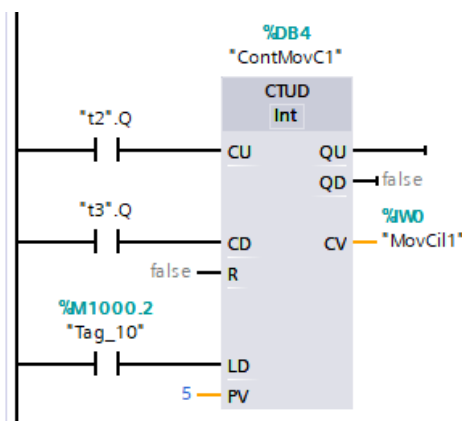 %DB4
"ContMovC1"
CTUD
Int
"t2".Q
CU QU
QD false
"t3".Q
%IW0
CD CV "MovCil1"
false R
%M1000.2
"Tag_10"
LD
5 PV